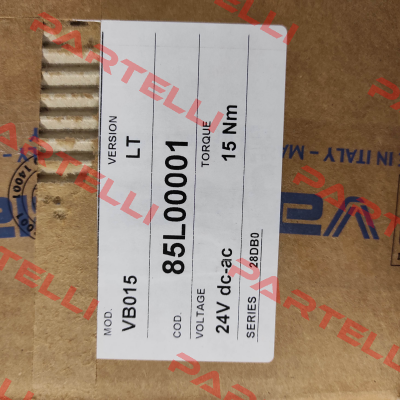 MOD. VERSION
VB015 LT
COD. 85L00001
VOLTAGE TORQUE
24V dc-ac 15 Nm
SERIES 28DB0
IN ITALY - MA
PARTELLI
PARTELLI
PARTELLI